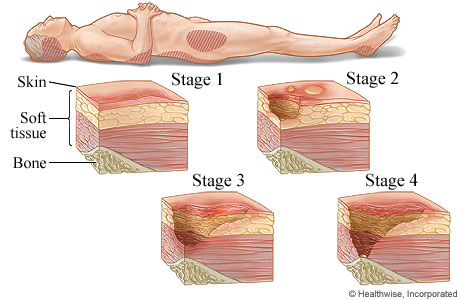 Skin
Stage 1
Stage 2
Soft
tissue
Bone
Stage 3
Stage 4
© Healthwise, Incorporated